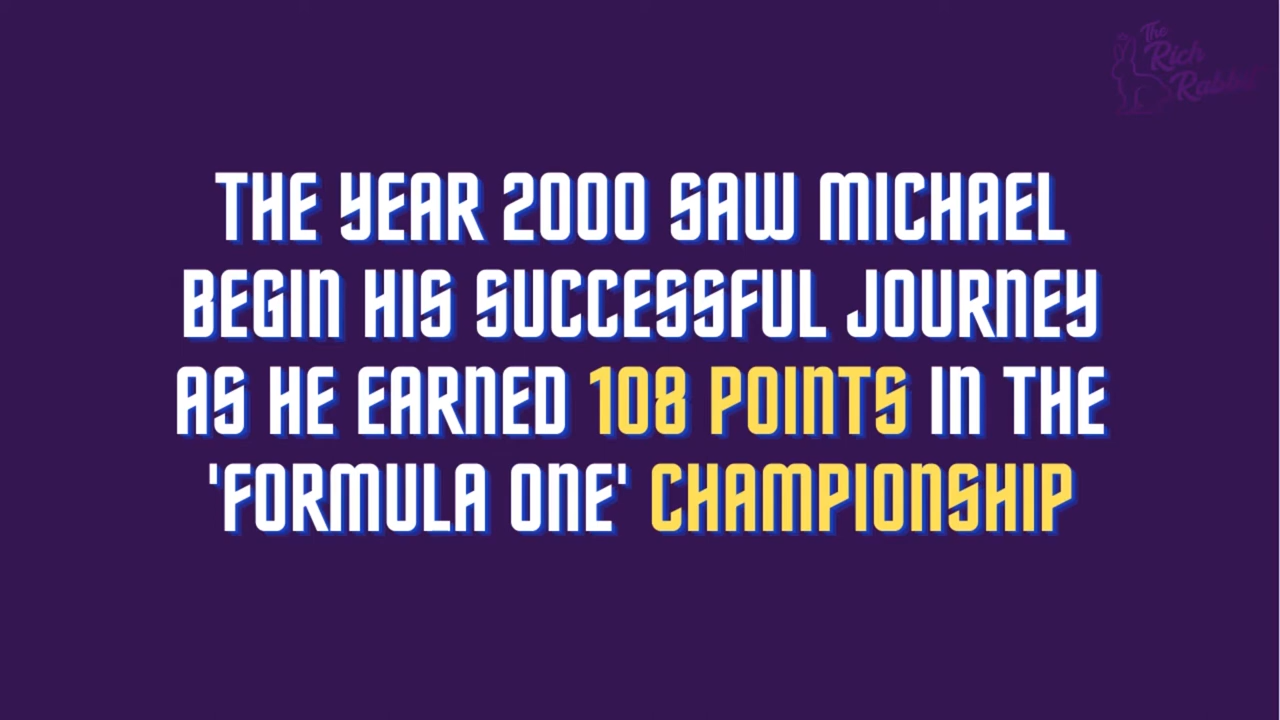 The
Rich
Rabbit
THE YEAR 2000 SAW MICHAEL
BEGIN HIS SUCCESSFUL JOURNEY
AS HE EARNED 108 POINTS IN THE
'FORMULA ONE' CHAMPIONSHIP